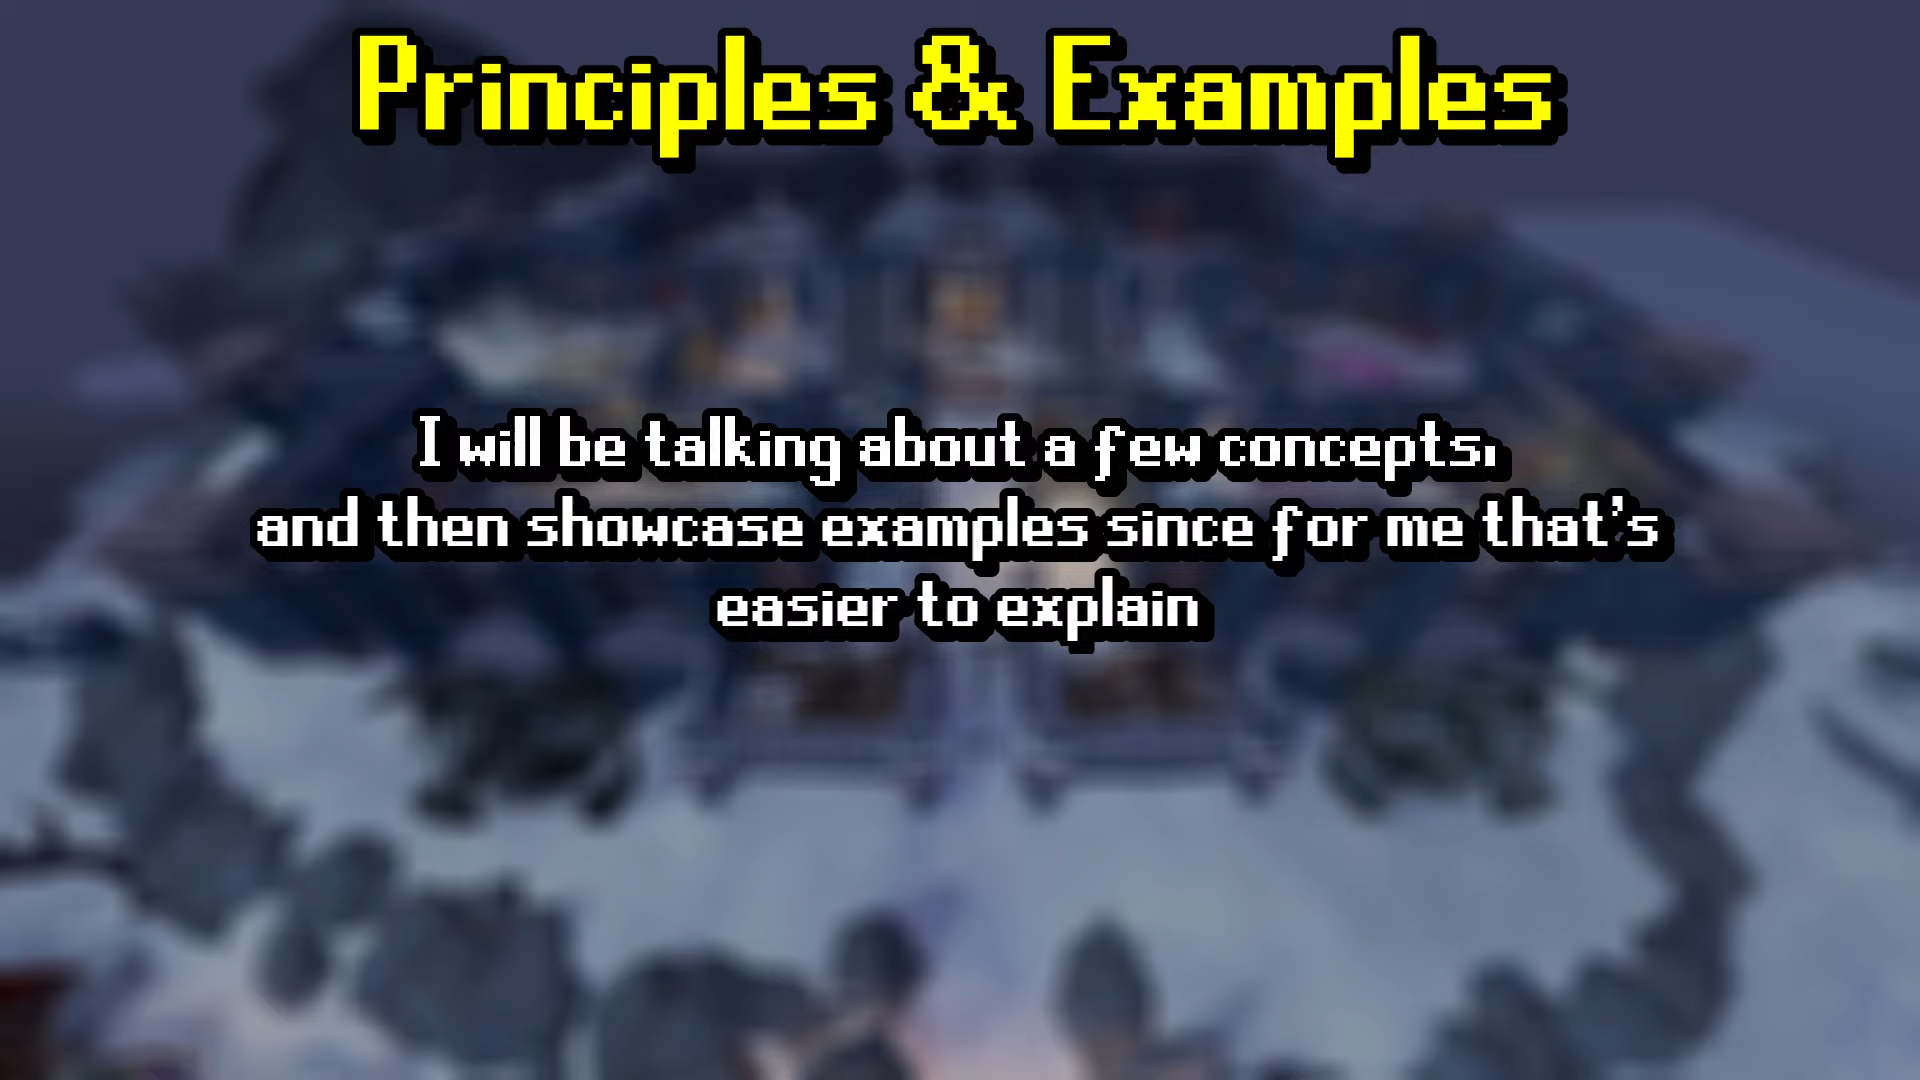 Principles & Examples
I will be talking about a few concepts,
and then showcase examples since for me that's
easier to explain